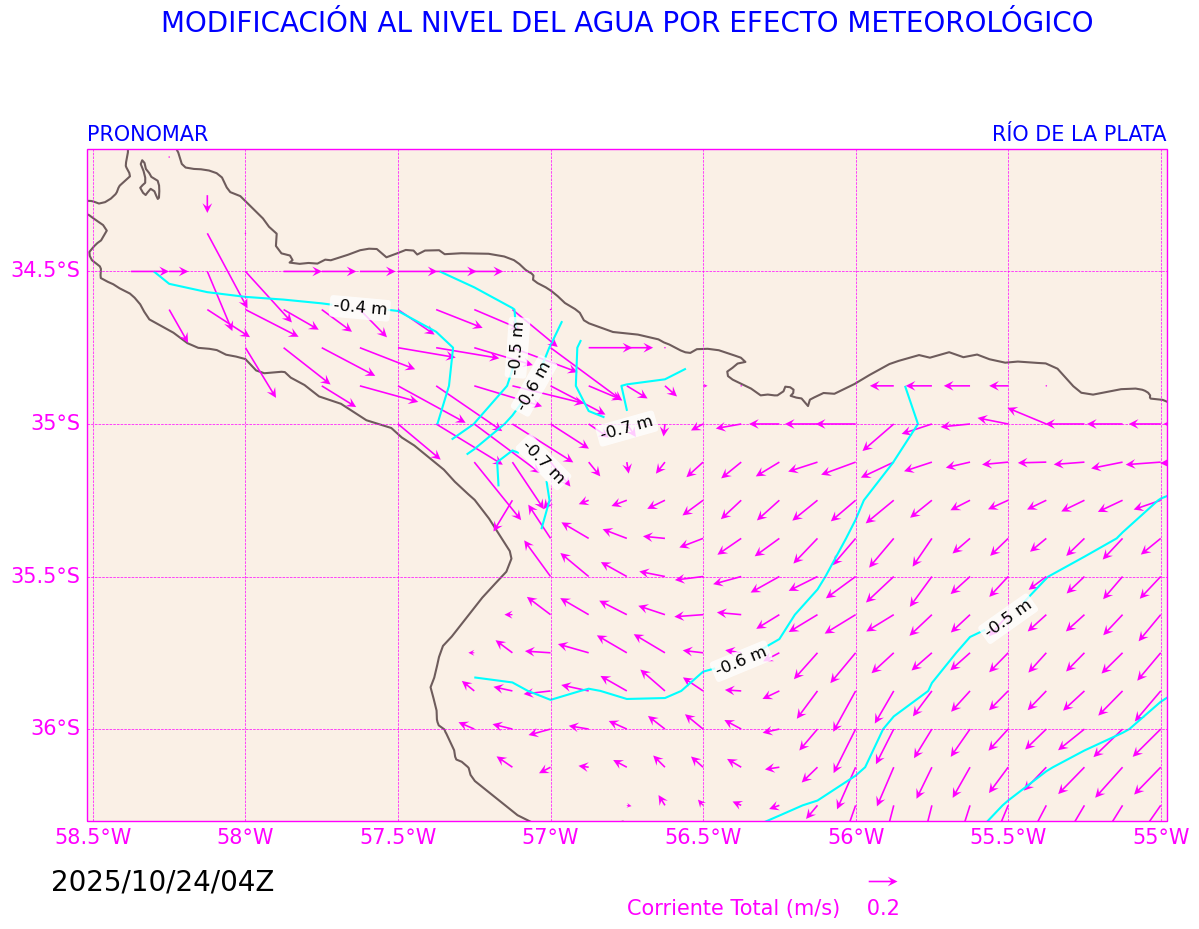 MODIFICACIÓN AL NIVEL DEL AGUA POR EFECTO METEOROLÓGICO
PRONOMAR
RÍO DE LA PLATA
34.5°S
-0.4 m
-0.5 m
-0.6 m
35°S
-0.7 m
-0.7 m
35.5°S
-0.5 m
-0.6 m
36°S
58.5°W 58°W 57.5°W 57°W 56.5°W 56°W 55.5°W 55°W
2025/10/24/04Z
Corriente Total (m/s) 0.2